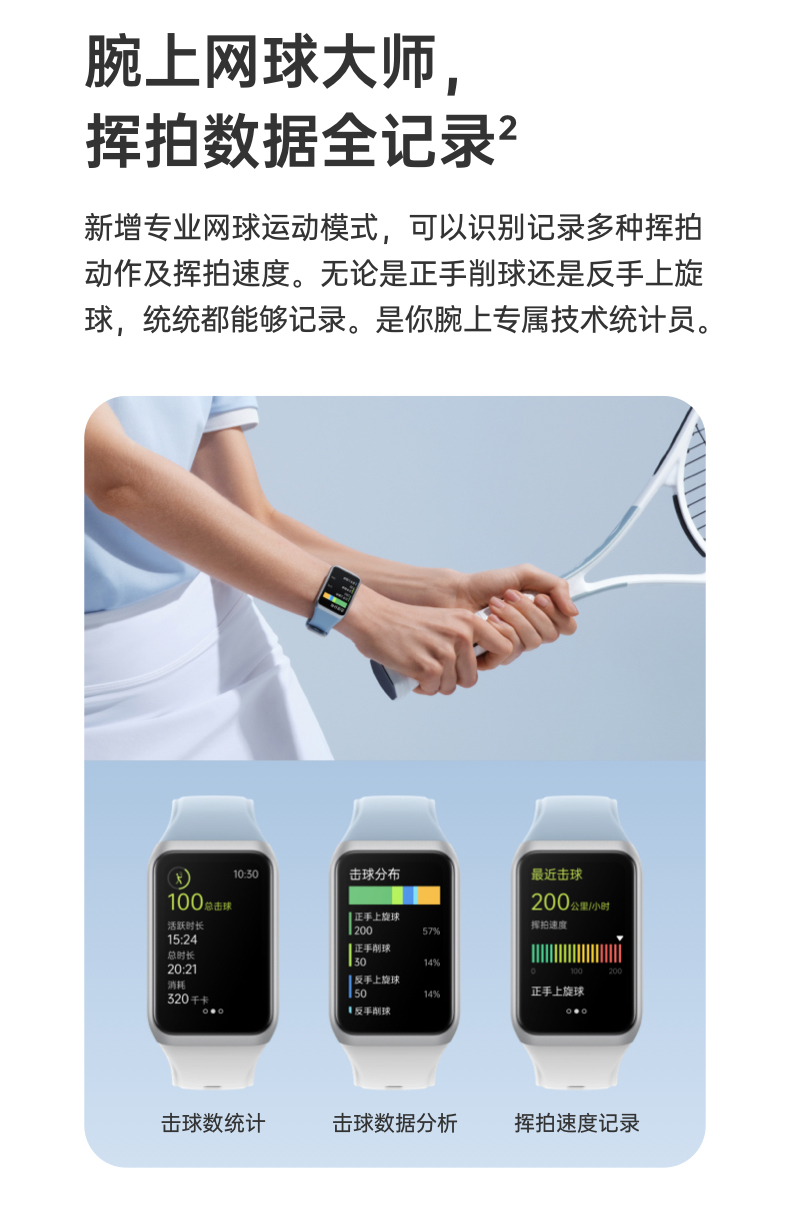 腕上网球大师，
挥拍数据全记录²
新增专业网球运动模式，可以识别记录多种挥拍
动作及挥拍速度。无论是正手削球还是反手上旋
球，统统都能够记录。是你腕上专属技术统计员。
10:30
100总击球
活跃时长
15:24
总时长
20:21
消耗
320千卡
击球分布
正手上旋球
200 57%
正手削球
30 14%
反手上旋球
50 14%
反手削球
最近击球
200公里/小时
挥拍速度
0 100 200
正手上旋球
击球数统计
击球数据分析
挥拍速度记录